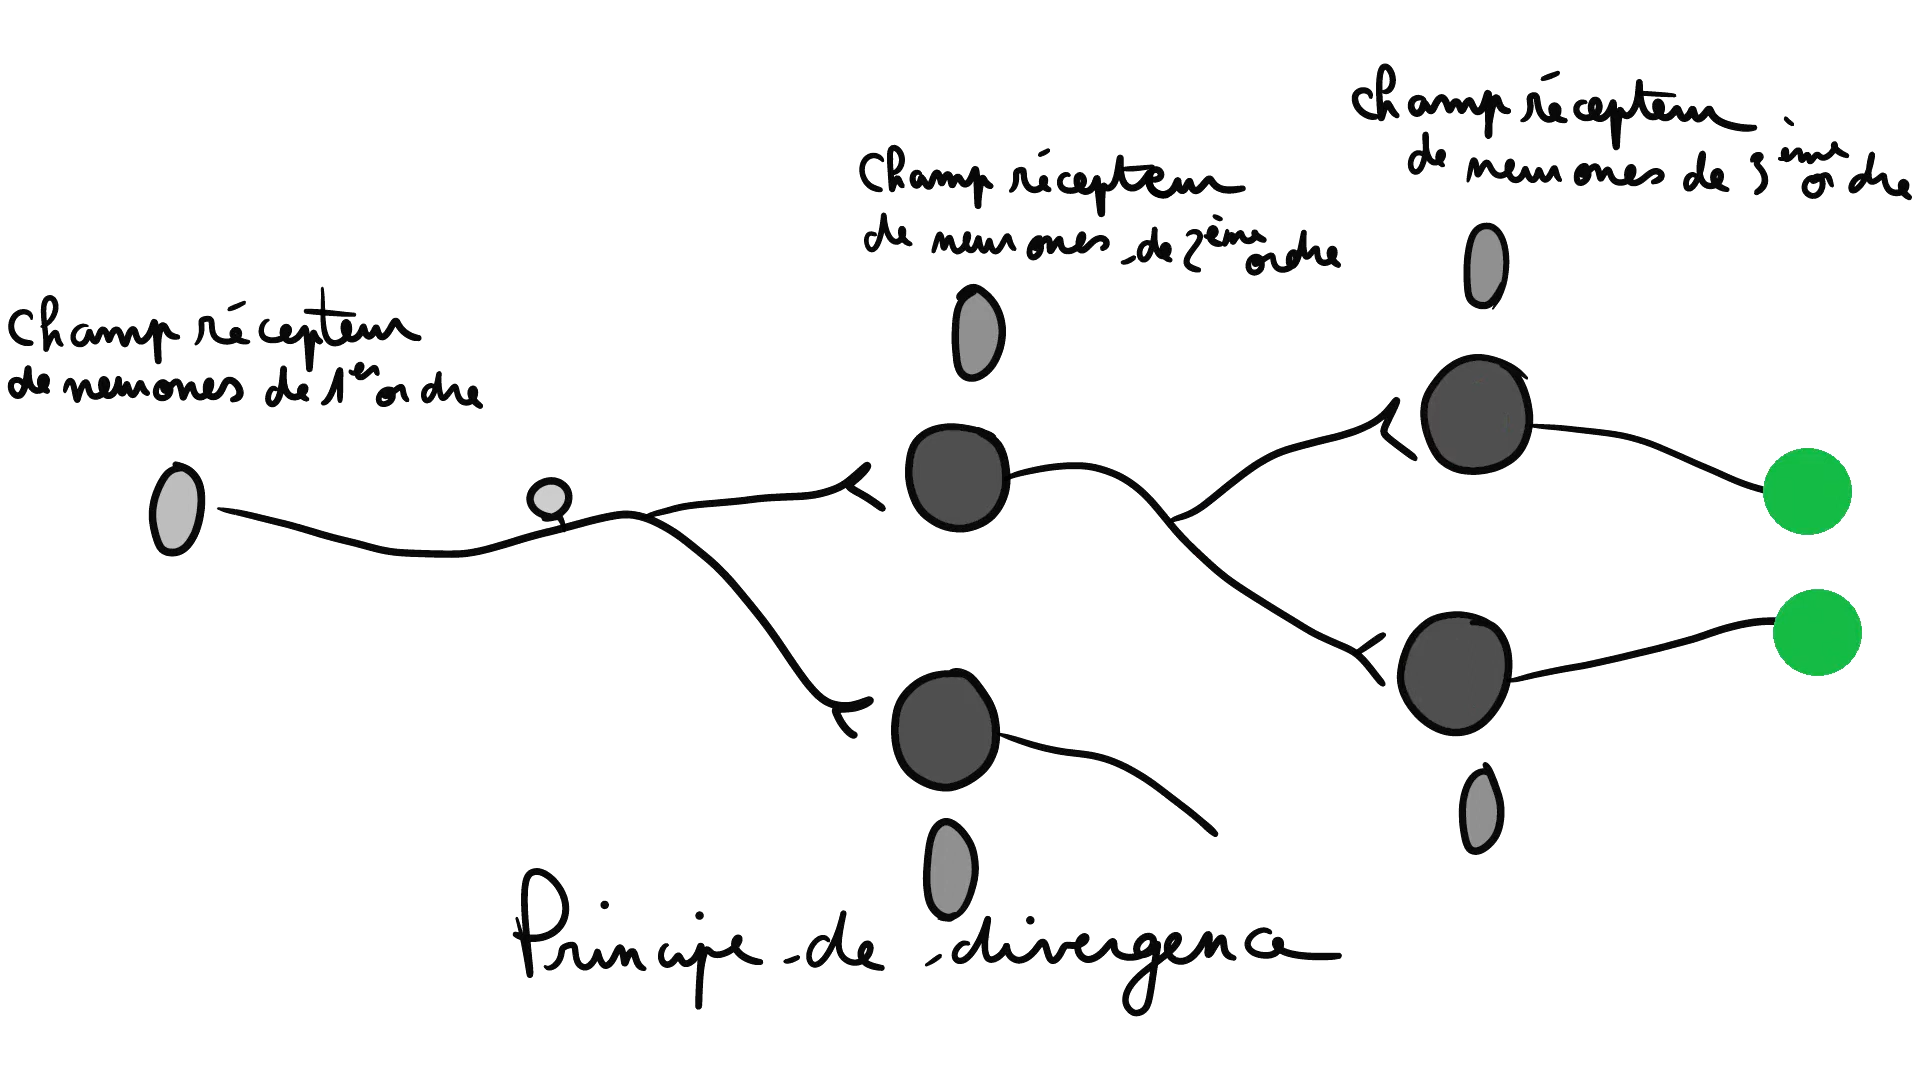 champ récepteur
de neurones de 1er ordre
champ récepteur
de neurones de 2ème ordre
champ récepteur
de neurones de 3ème ordre
Principe de divergence